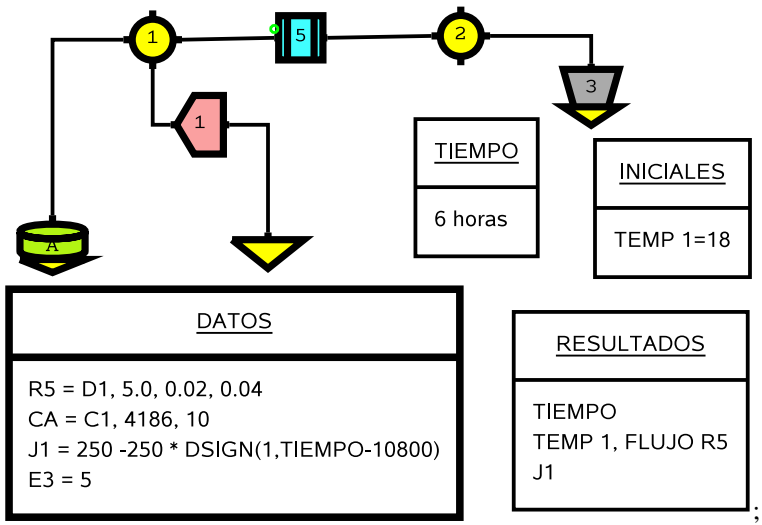 1
5
2
3
1
A
TIEMPO
6 horas
INICIALES
TEMP 1=18
DATOS
R5 = D1, 5.0, 0.02, 0.04
CA = C1, 4186, 10
J1 = 250 -250 * DSIGN(1,TIEMPO-10800)
E3 = 5
RESULTADOS
TIEMPO
TEMP 1, FLUJO R5
J1
;